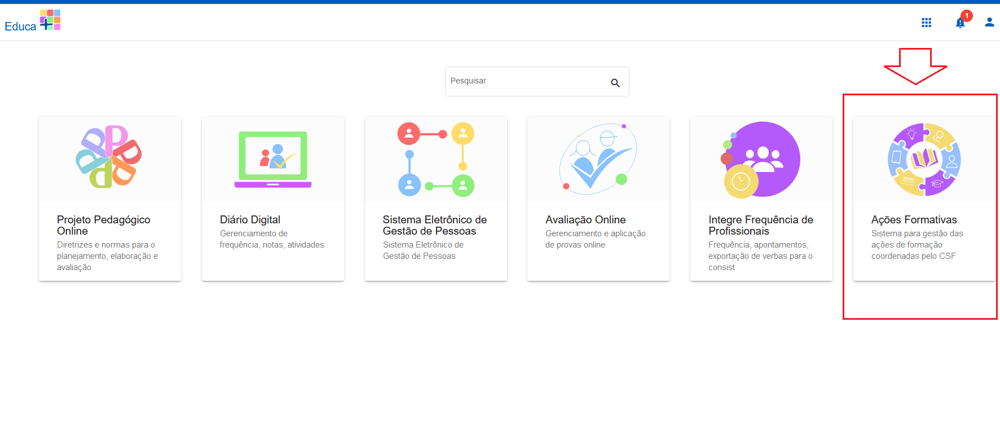 Educa
1
Pesquisar
Projeto Pedagógico
Online
Diretrizes e normas para o
planejamento, elaboração e
avaliação
Diário Digital
Gerenciamento de
frequência, notas, atividades
Sistema Eletrônico de
Gestão de Pessoas
Sistema Eletrônico de
Gestão de Pessoas
Avaliação Online
Gerenciamento e aplicação
de provas online
Integre Frequência de
Profissionais
Frequência, apontamentos,
exportação de verbas para o
consist
Ações Formativas
Sistema para gestão das
ações de formação
coordenadas pelo CSF